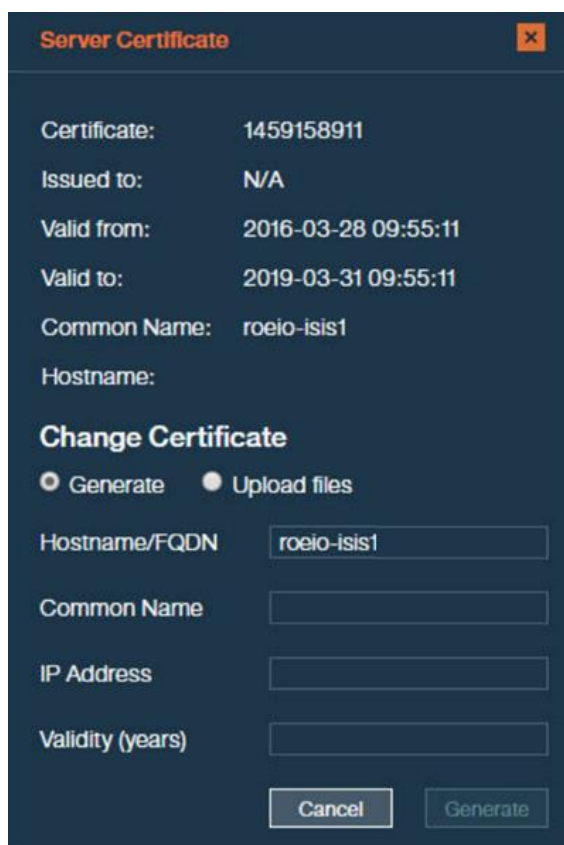 Server Certificate
Certificate: 1459158911
Issued to: N/A
Valid from: 2016-03-28 09:55:11
Valid to: 2019-03-31 09:55:11
Common Name: roeio-isis1
Hostname:
Change Certificate
Generate Upload files
Hostname/FQDN roeio-isis1
Common Name
IP Address
Validity (years)
Cancel Generate